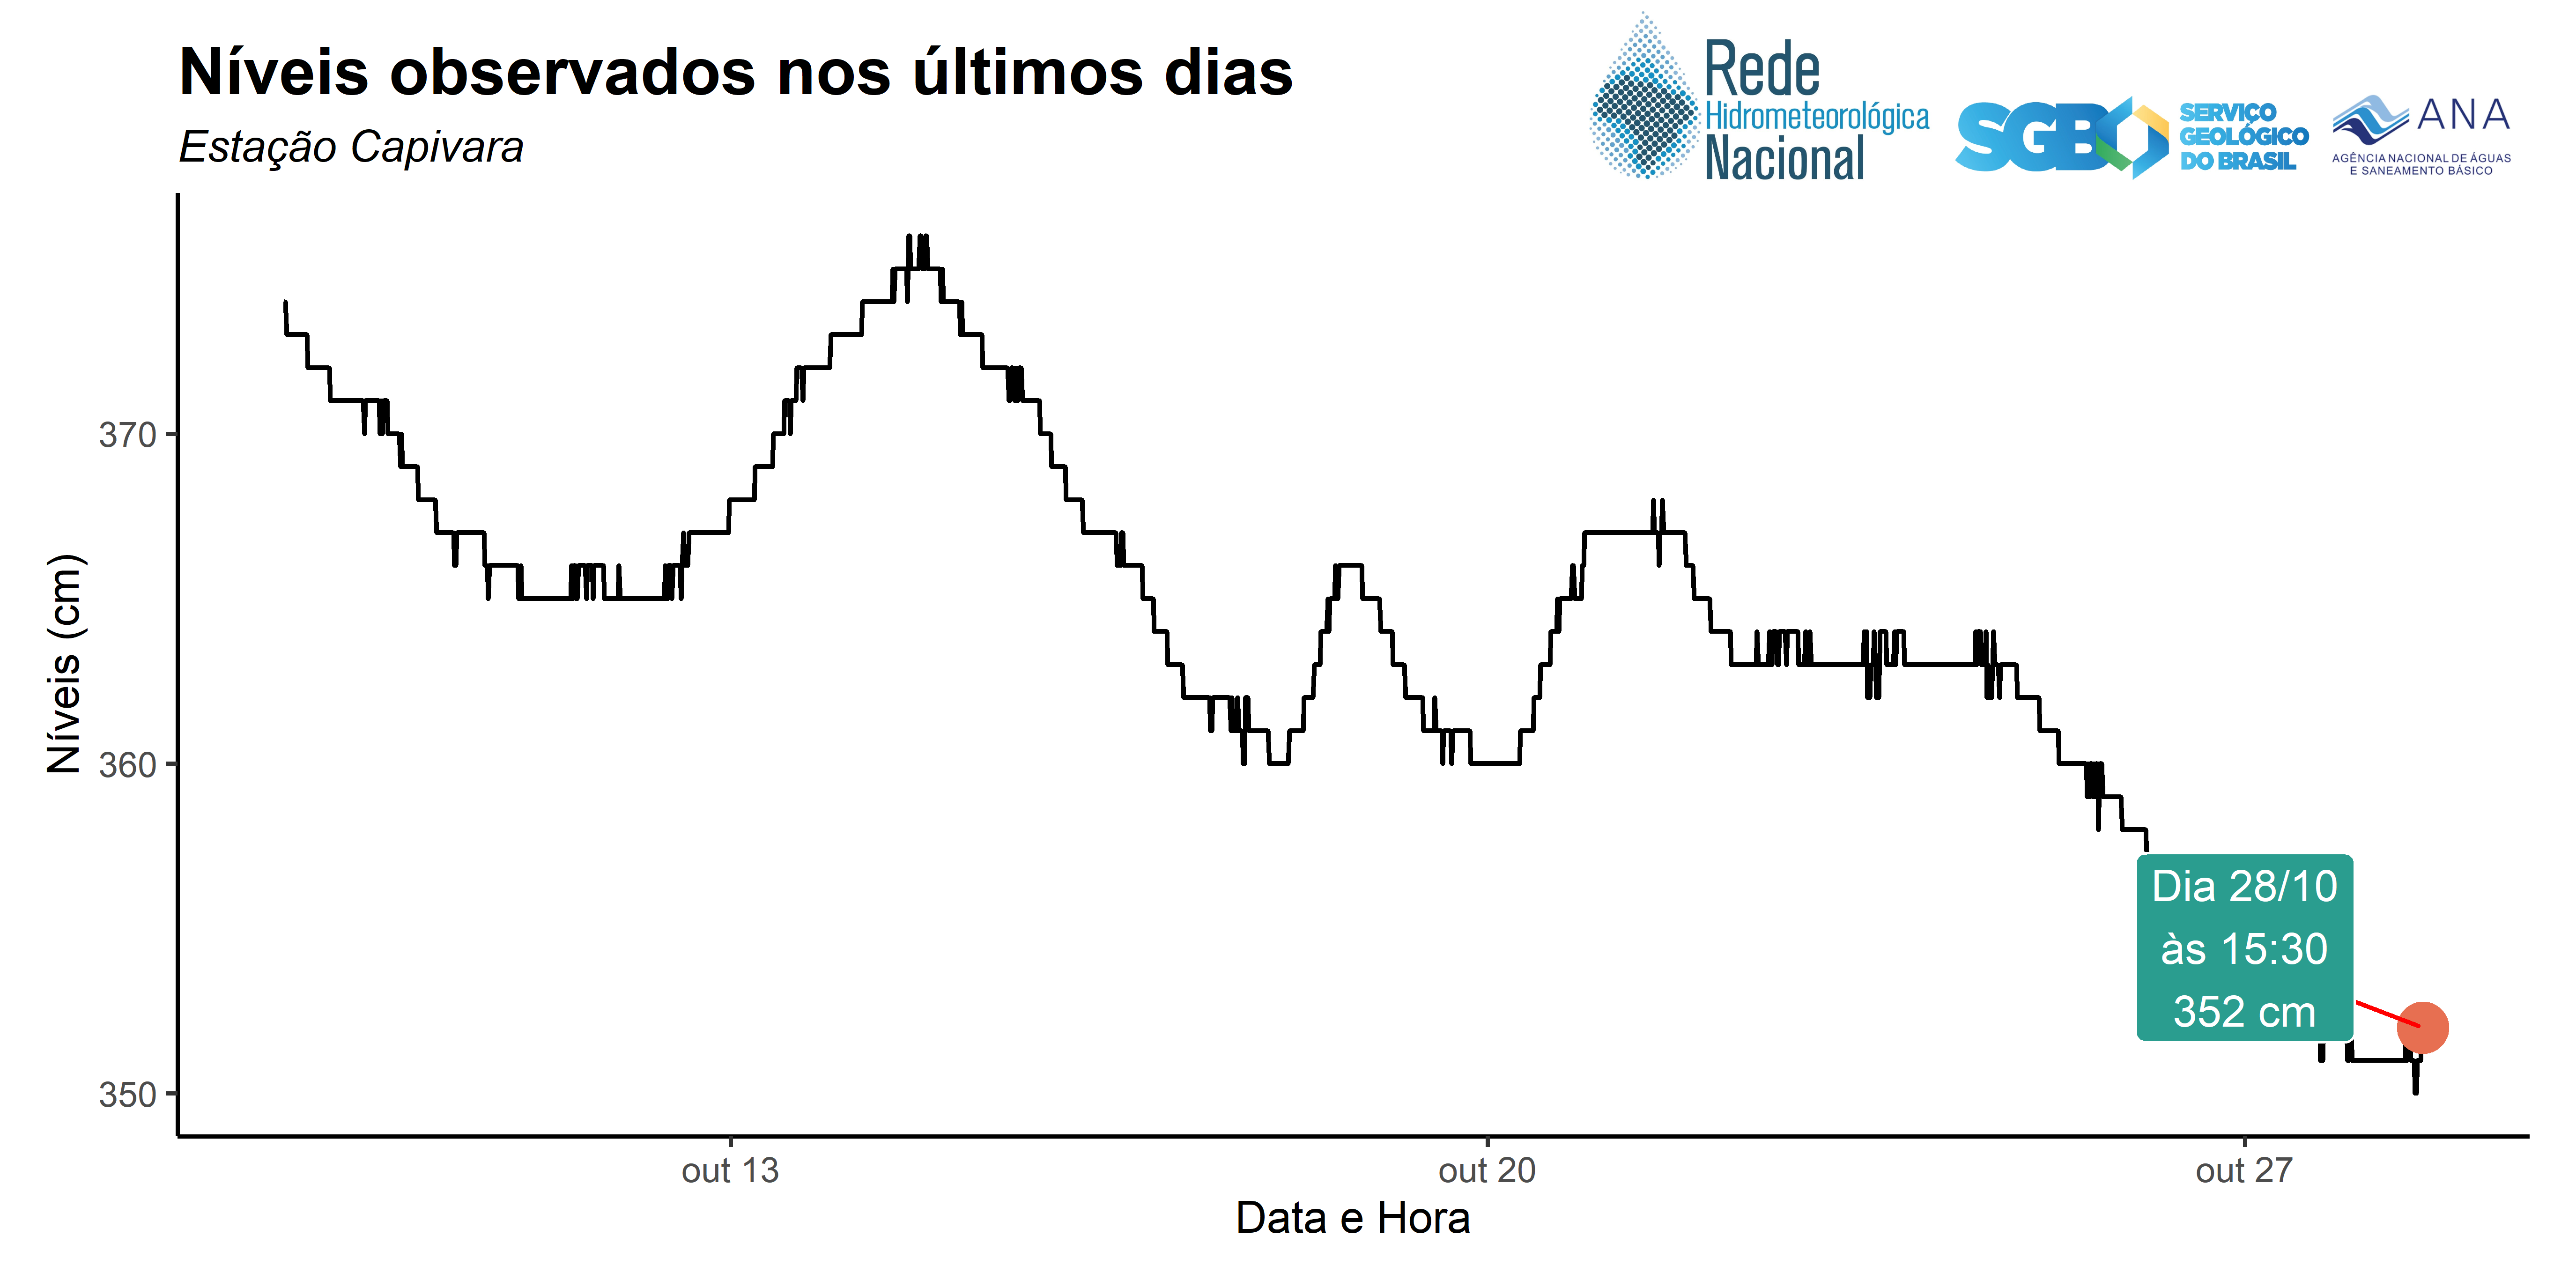 Níveis observados nos últimos dias
Estação Capivara
Rede
Hidrometeorológica
Nacional
SGB
SERVIÇO
GEOLÓGICO
DO BRASIL
ANA
AGÊNCIA NACIONAL DE ÁGUAS
E SANEAMENTO BÁSICO
Níveis (cm)
370
360
350
Dia 28/10
às 15:30
352 cm
out 13
out 20
out 27
Data e Hora